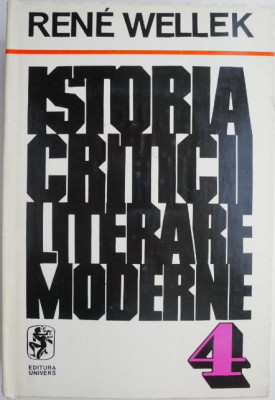 RENÉ WELLEK
ISTORIA
CRITICII
LITERARE
MODERNE
4
EDITURA
UNIVERS